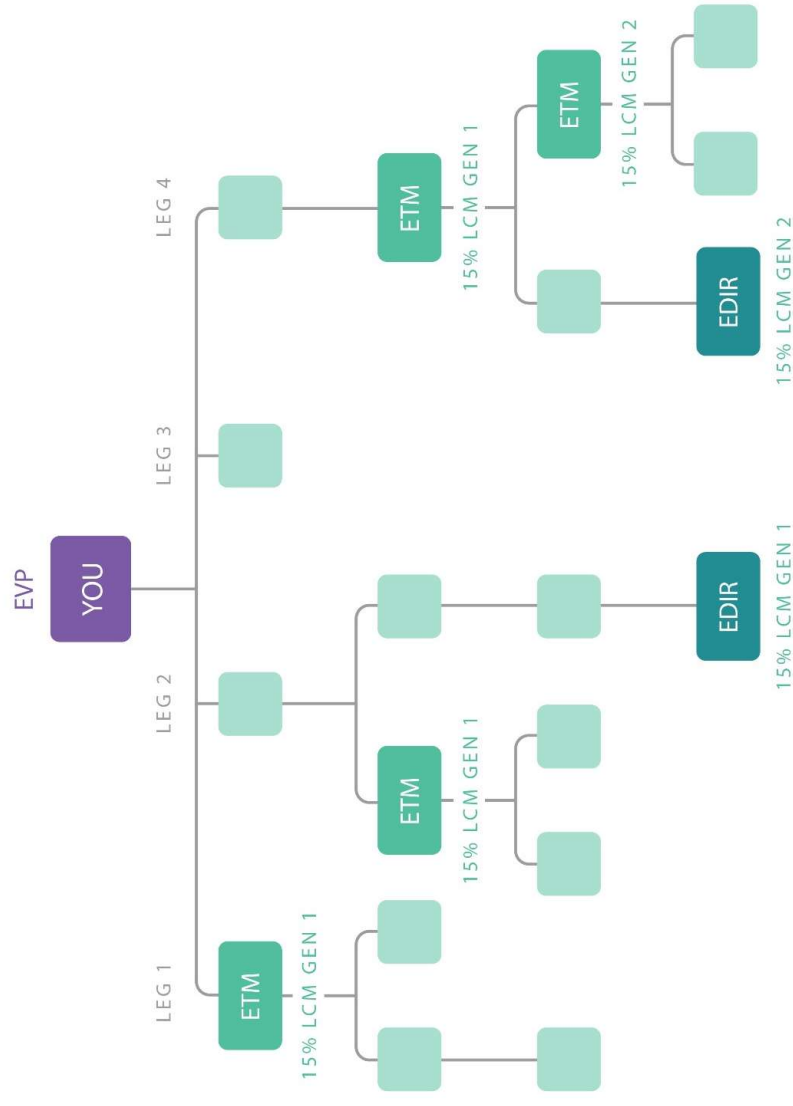 EVP
YOU
LEG 1
LEG 2
LEG 3
LEG 4
ETM
15% LCM GEN 1
ETM
15% LCM GEN 1
ETM
15% LCM GEN 1
ETM
15% LCM GEN 2
EDIR
15% LCM GEN 1
EDIR
15% LCM GEN 2